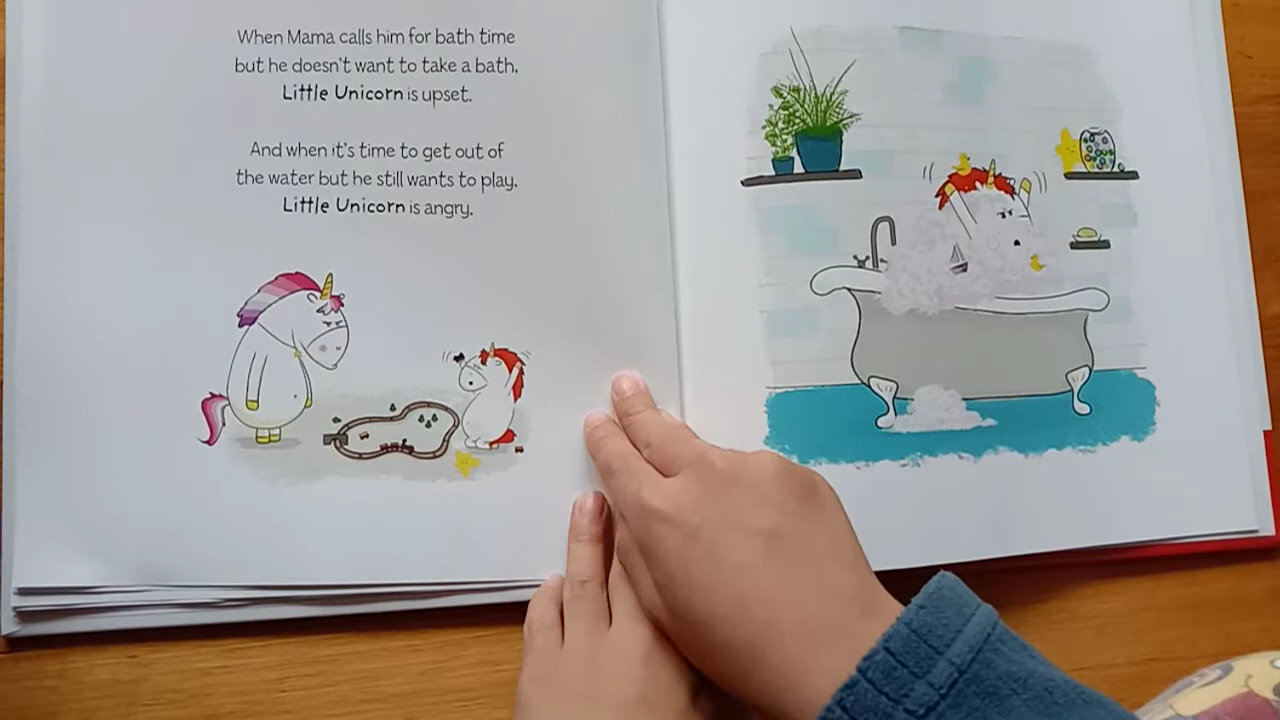 When Mama calls him for bath time
but he doesn't want to take a bath,
Little Unicorn is upset.
And when it's time to get out of
the water but he still wants to play,
Little Unicorn is angry.